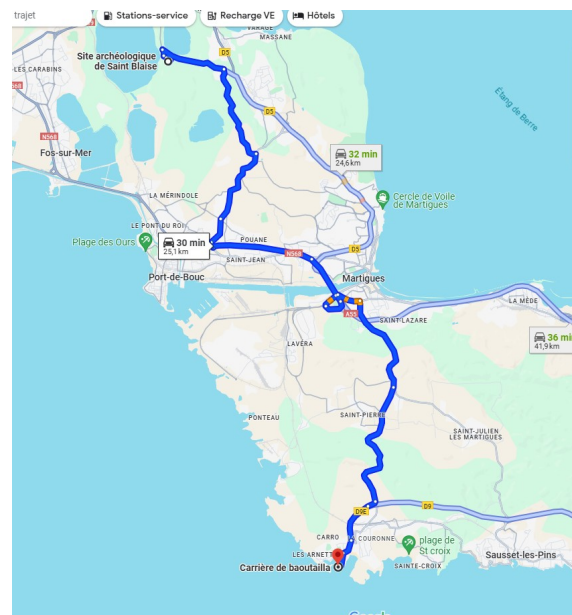 trajet
Stations-service
Recharge VE
Hôtels
VARAGE
MASSANE
Site archéologique
de Saint Blaise
D5
LES CARABINS
N568
D5
Étang de Berre
Fos-sur-Mer
32 min
24,6 km
LA MÉRINDOLE
Cercle de Voile
de Martigues
LE PONT DU ROI
Plage des Ours
30 min
25,1 km
POUANE
N568
D5
SAINT-JEAN
Port-de-Bouc
Martigues
LA MÈDE
A55
SAINT-LAZARE
LAVÉRA
36 min
41,9 km
PONTEAU
SAINT-PIERRE
SAINT-JULIEN
LES MARTIGUES
D9E
D9
CARRO
COURONNE
plage de
St croix
LES ARNETT
Sausset-les-Pins
Carrière de baoutailla
SAINTE-CROIX
Google